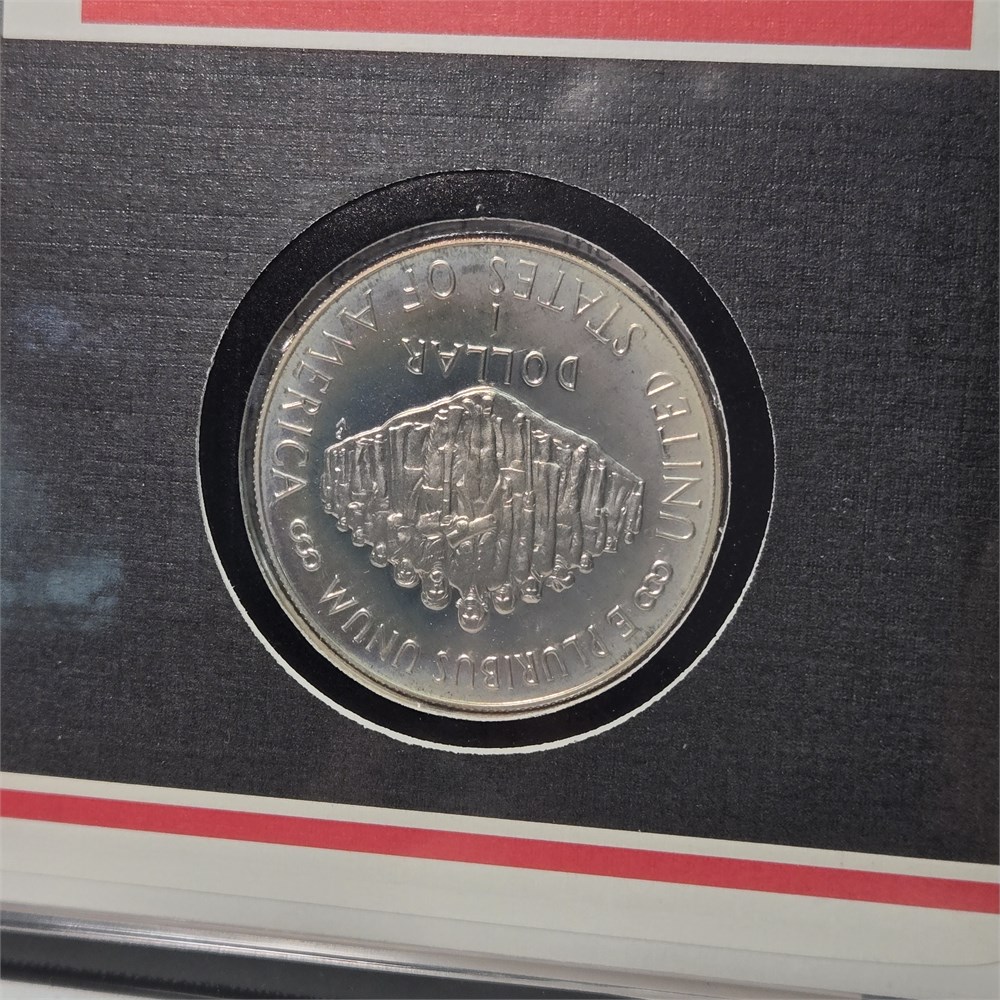 E PLURIBUS UNUM
1
DOLLAR
UNITED STATES OF AMERICA